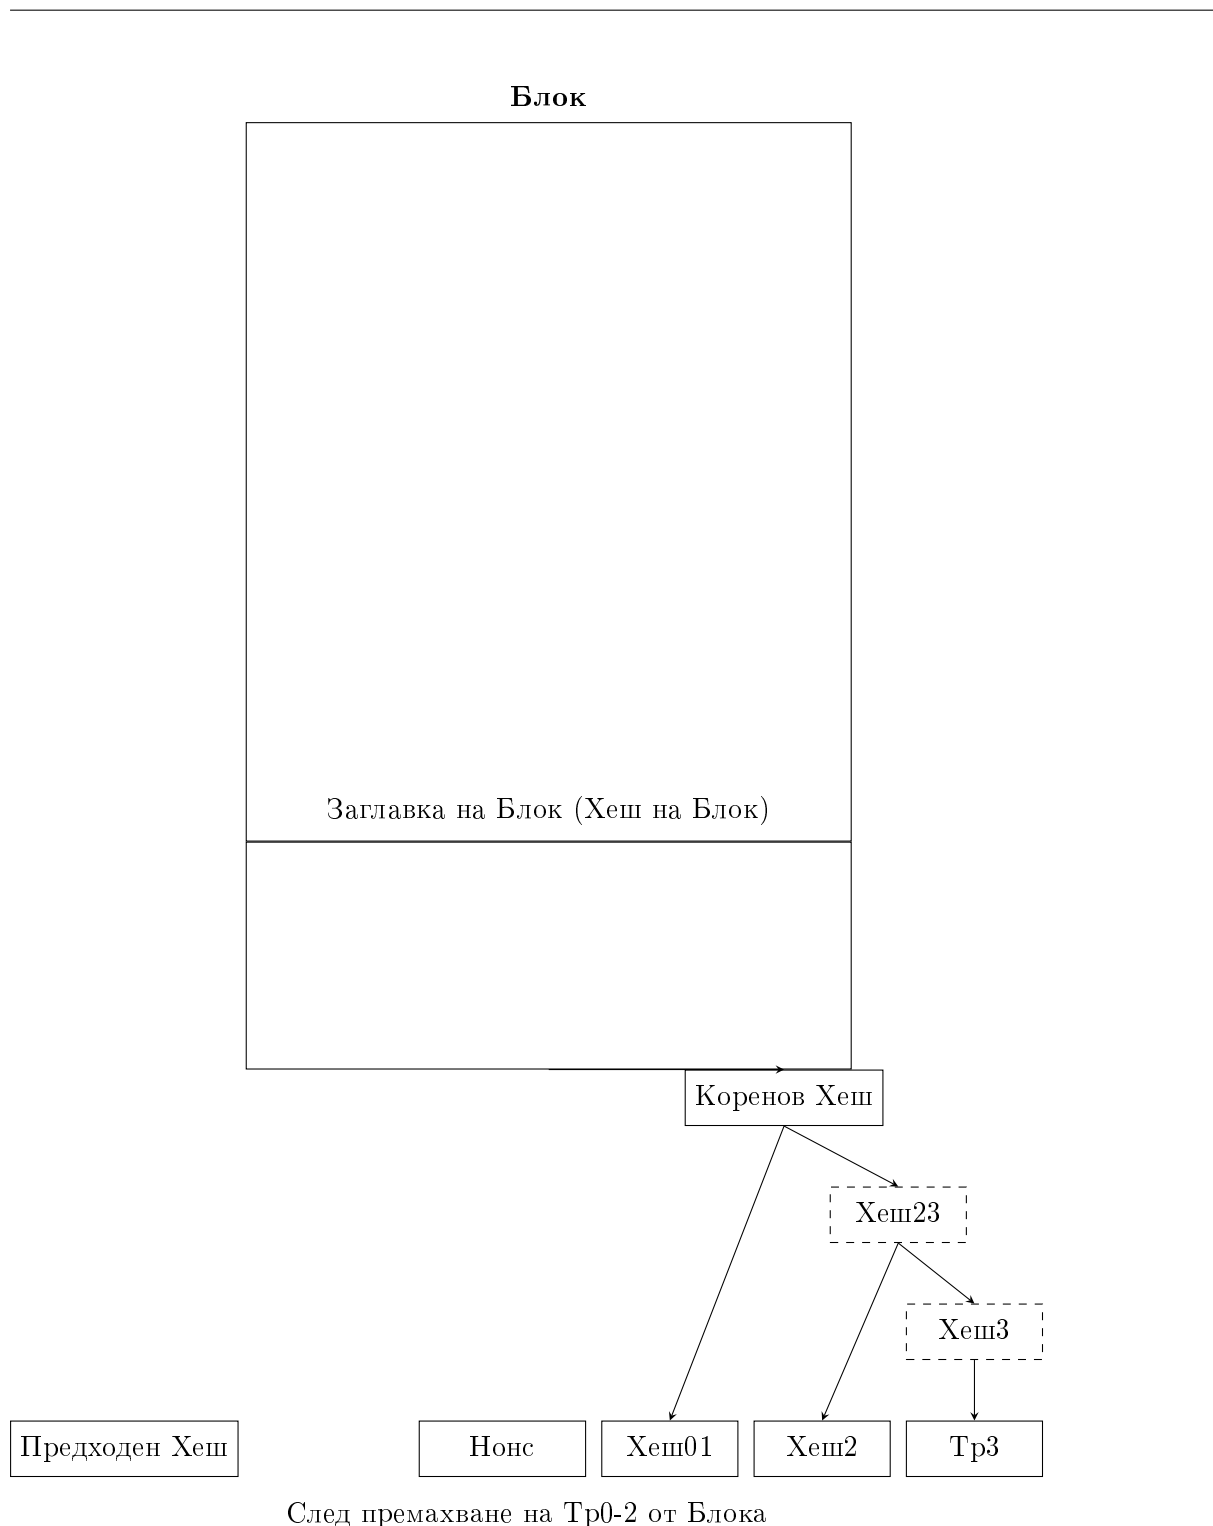 Блок
Заглавка на Блок (Хеш на Блок)
Коренов Хеш
Хеш23
Хеш3
Предходен Хеш
Нонс
Хеш01
Хеш2
Тр3
След премахване на Тр0-2 от Блока